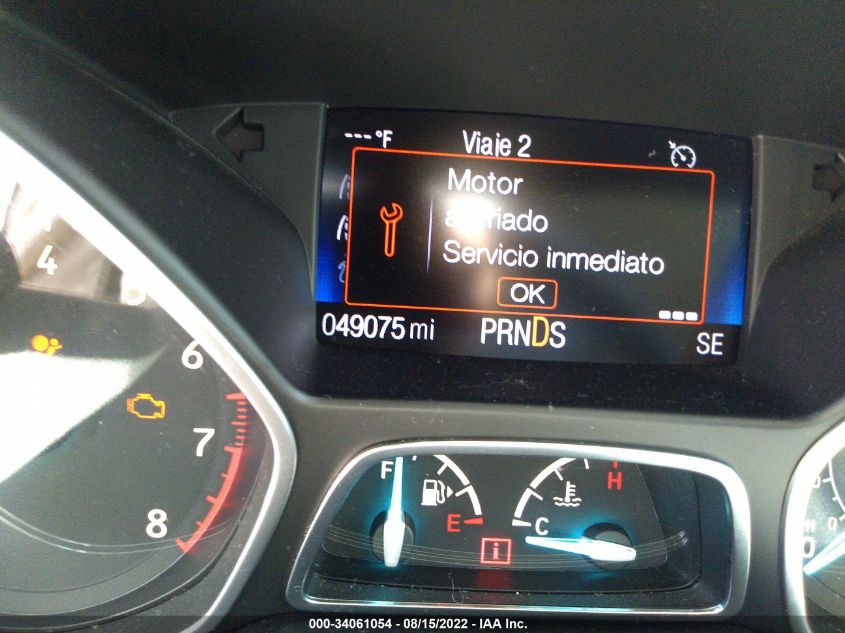 --- °F Viaje 2
Motor
Servicio inmediato
OK
049075 mi PRNDS SE
4
6
7
8
F
E
C
H
i
0
000-34061054 - 08/15/2022 - IAA Inc.